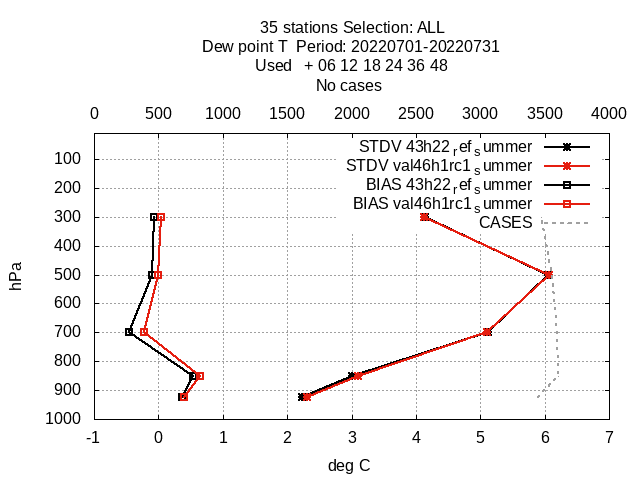 35 stations Selection: ALL
Dew point T  Period: 20220701-20220731
Used   + 06 12 18 24 36 48
No cases
0 500 1000 1500 2000 2500 3000 3500 4000
STDV 43h22_ref_summer
STDV val46h1rc1_summer
BIAS 43h22_ref_summer
BIAS val46h1rc1_summer
CASES
100
200
300
400
500
600
700
800
900
1000
hPa
-1 0 1 2 3 4 5 6 7
deg C